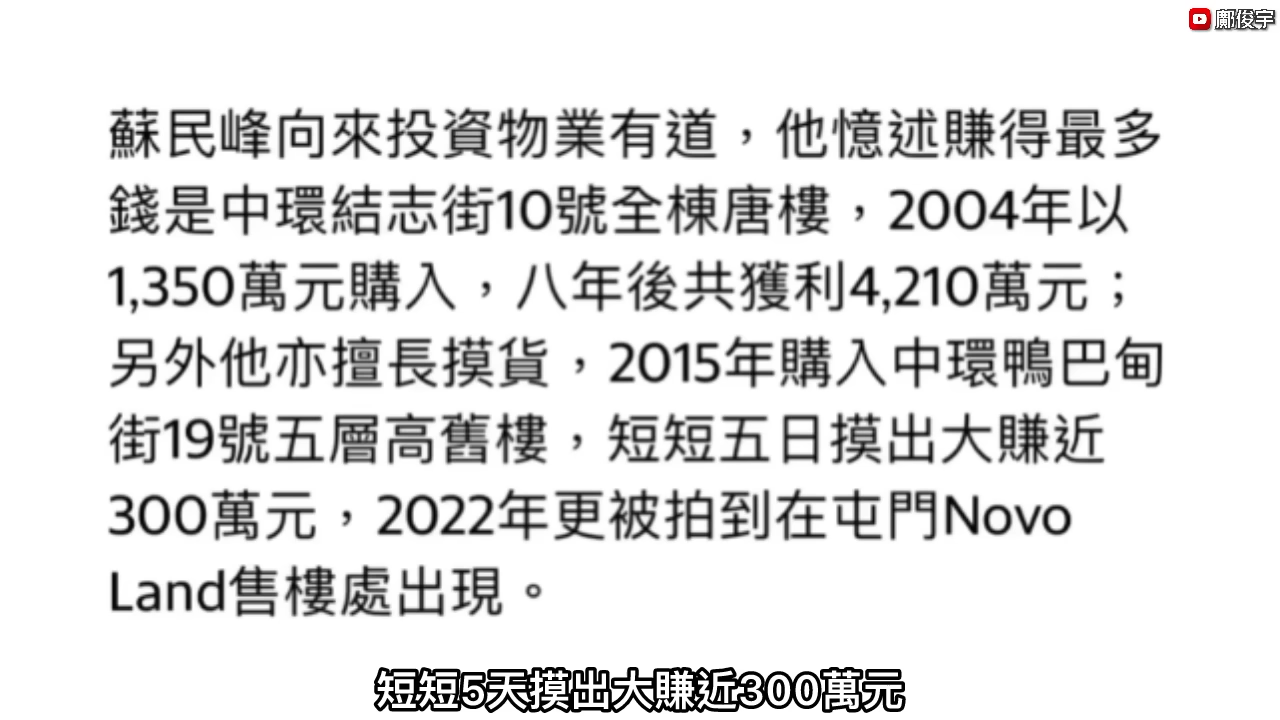 鄺俊宇
蘇民峰向來投資物業有道，他憶述賺得最多
錢是中環結志街10號全棟唐樓，2004年以
1,350萬元購入，八年後共獲利4,210萬元；
另外他亦擅長摸貨，2015年購入中環鴨巴甸
街19號五層高舊樓，短短五日摸出大賺近
300萬元，2022年更被拍到在屯門Novo
Land售樓處出現。
短短5天摸出大賺近300萬元